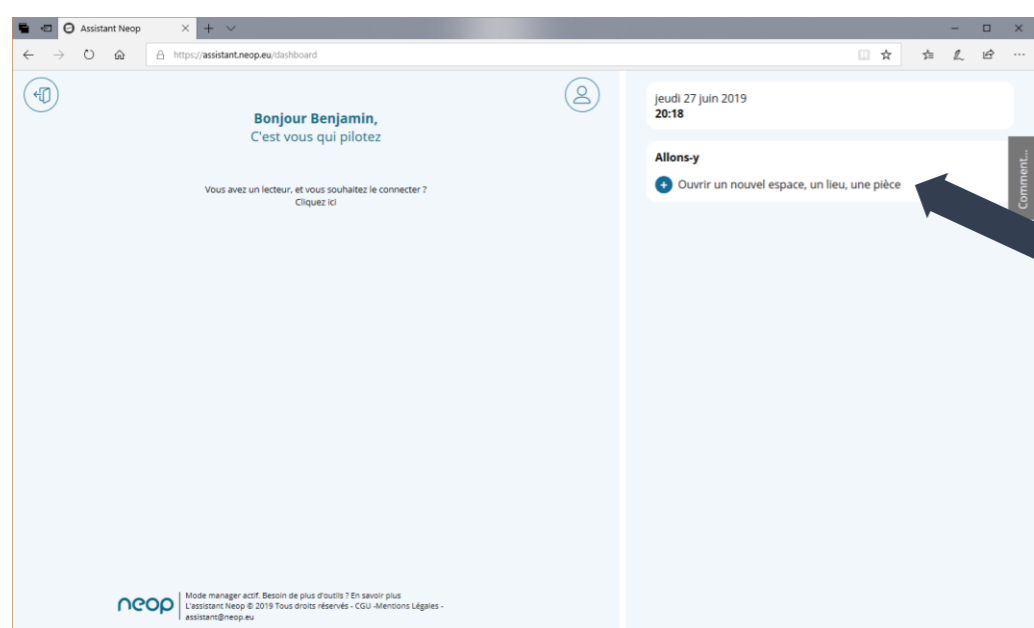 Assistant Neop
https://assistant.neop.eu/dashboard
Bonjour Benjamin,
C'est vous qui pilotez
Vous avez un lecteur, et vous souhaitez le connecter ?
Cliquez ici
jeudi 27 juin 2019
20:18
Allons-y
Ouvrir un nouvel espace, un lieu, une pièce
Comment...
neop
Mode manager actif. Besoin de plus d'outils ? En savoir plus
L'assistant Neop © 2019 Tous droits réservés - CGU -Mentions Légales -
assistant@neop.eu